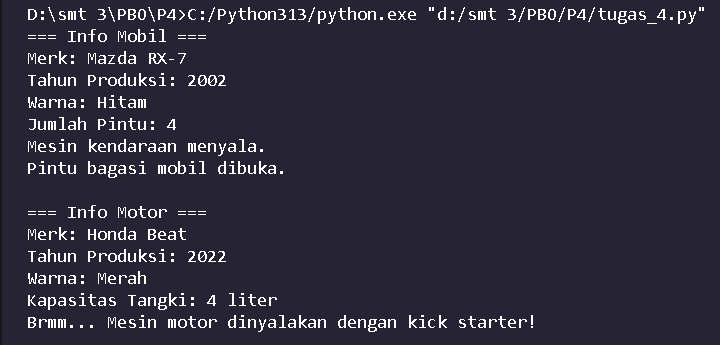 D:\smt 3\PBO\P4>C:/Python313/python.exe "d:/smt 3/PBO/P4/tugas_4.py"
=== Info Mobil ===
Merk: Mazda RX-7
Tahun Produksi: 2002
Warna: Hitam
Jumlah Pintu: 4
Mesin kendaraan menyala.
Pintu bagasi mobil dibuka.

=== Info Motor ===
Merk: Honda Beat
Tahun Produksi: 2022
Warna: Merah
Kapasitas Tangki: 4 liter
Brmm... Mesin motor dinyalakan dengan kick starter!